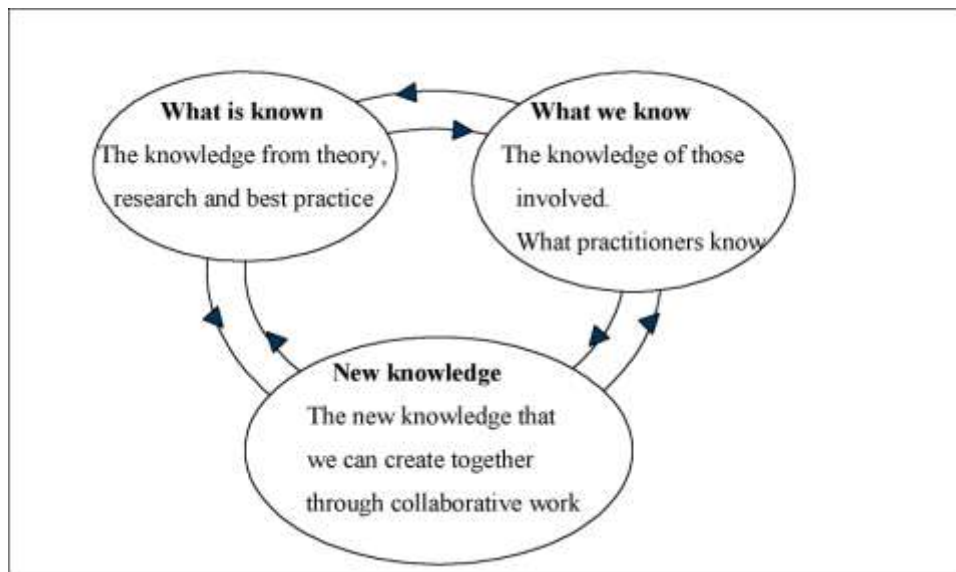 What is known
The knowledge from theory,
research and best practice
What we know
The knowledge of those
involved.
What practitioners know
New knowledge
The new knowledge that
we can create together
through collaborative work